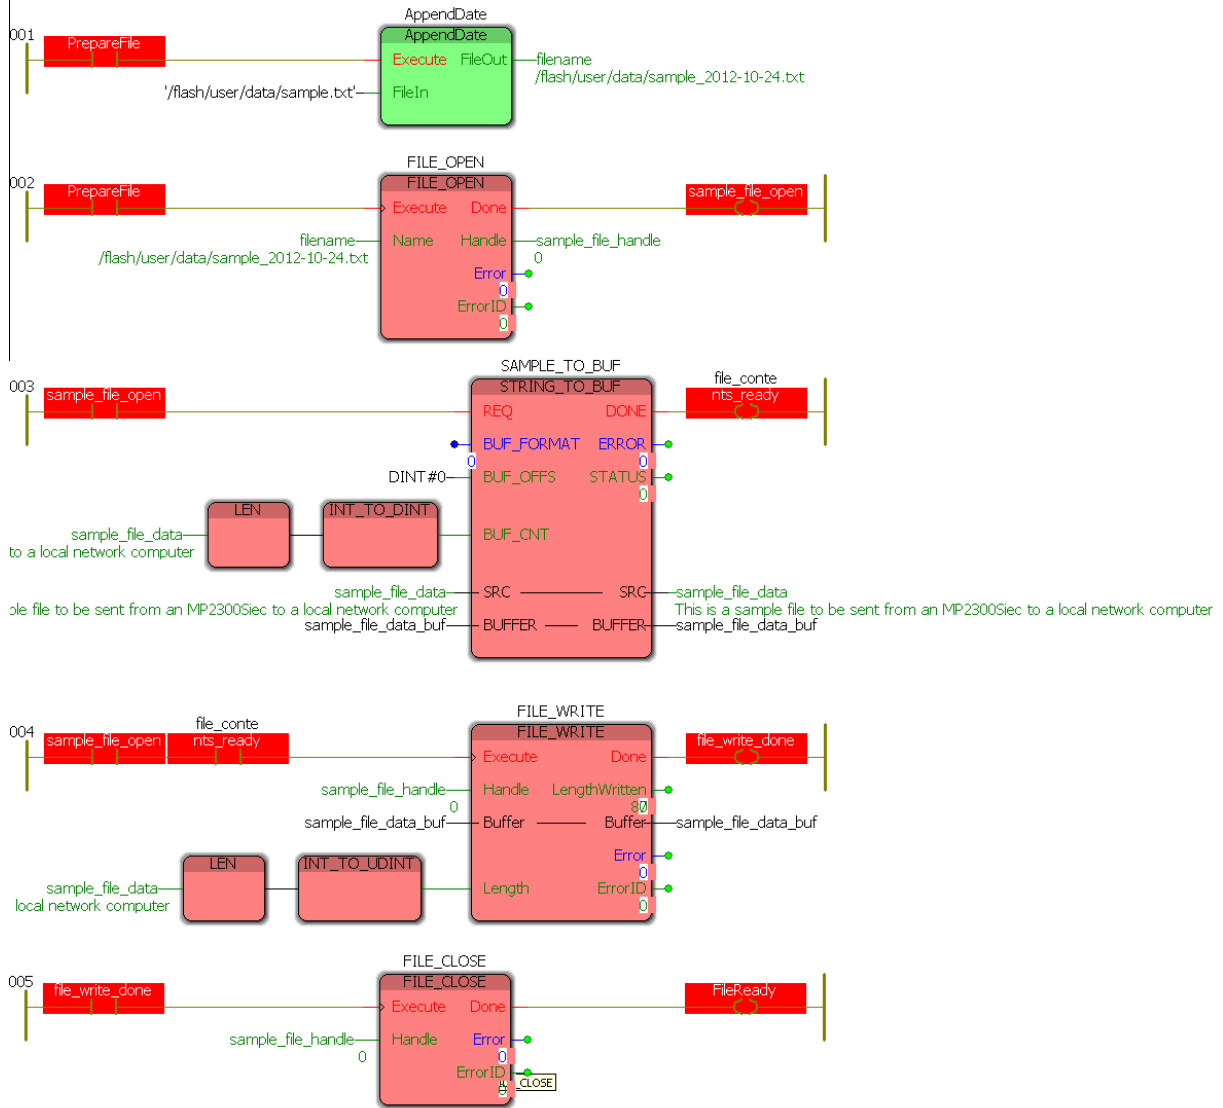 AppendDate
001
PrepareFile
AppendDate
Execute FileOut
filename
/flash/user/data/sample_2012-10-24.txt
'/flash/user/data/sample.txt'
FileIn
FILE_OPEN
002
PrepareFile
FILE_OPEN
sample_file_open
Execute Done
filename
Name Handle
sample_file_handle
/flash/user/data/sample_2012-10-24.txt
0
Error
0
ErrorID
0
SAMPLE_TO_BUF
003
sample_file_open
STRING_TO_BUF
file_conte
nts_ready
REQ DONE
BUF_FORMAT ERROR
0 0
DINT#0
BUF_OFFS STATUS
0
LEN
INT_TO_DINT
sample_file_data
BUF_CNT
to a local network computer
sample_file_data
SRC SRC
sample_file_data
ple file to be sent from an MP2300Siec to a local network computer
This is a sample file to be sent from an MP2300Siec to a local network computer
sample_file_data_buf
BUFFER BUFFER
sample_file_data_buf
FILE_WRITE
004
sample_file_open
file_conte
nts_ready
FILE_WRITE
file_write_done
Execute Done
sample_file_handle
Handle LengthWritten
0
sample_file_data_buf
Buffer Buffer
sample_file_data_buf
Error
0
LEN
INT_TO_UDINT
sample_file_data
Length ErrorID
local network computer
0
FILE_CLOSE
005
file_write_done
FILE_CLOSE
FileReady
Execute Done
sample_file_handle
Handle Error
0 0
ErrorID
_CLOSE